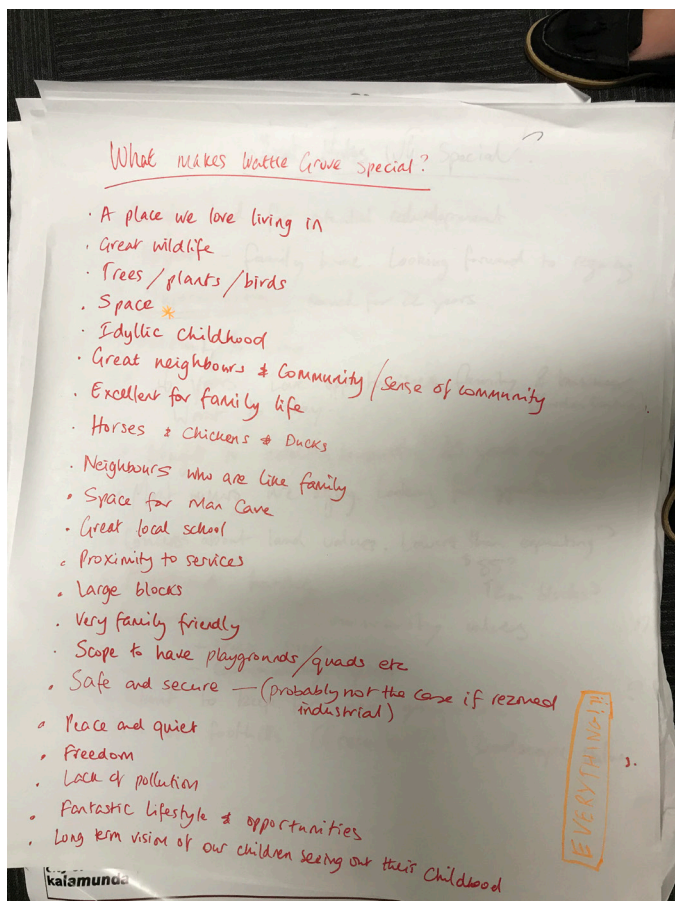 What makes Wattle Grove special?
· A place we love living in
· Great wildlife
· Trees/plants/birds
· Space *
· Idyllic childhood
· Great neighbours & Community/sense of community
· Excellent for family life
· Horses & Chickens & Ducks
· Neighbours who are like family
· Space for Man Cave
· Great local school
· Proximity to services
· Large blocks
· Very family friendly
· Scope to have playgrounds/quads etc
· Safe and secure — (probably not the case if rezoned
industrial)
· Peace and quiet
· Freedom
· Lack of pollution
· Fantastic Lifestyle & opportunities
· Long term vision of our children seeing out their Childhood
EVERYTHING!!
kalamunda